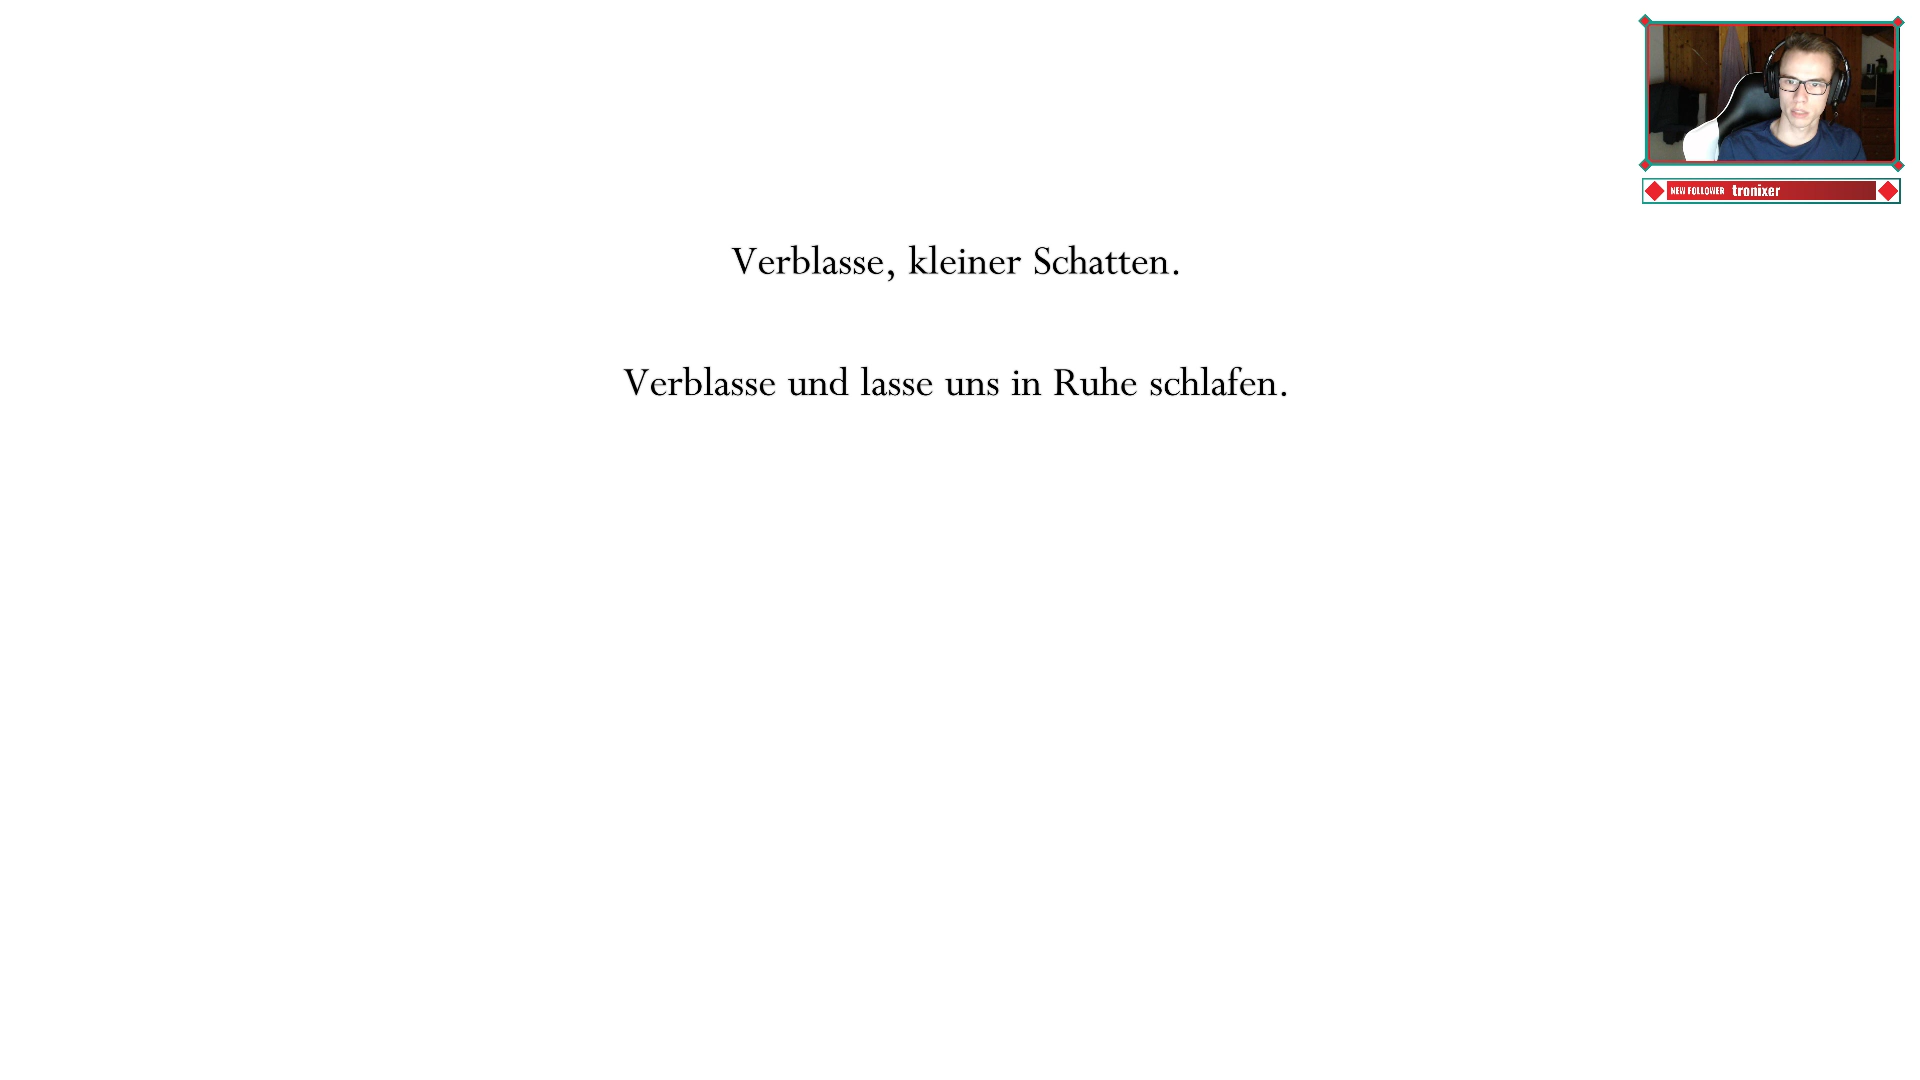 NEW FOLLOWER tronixer
Verblasse, kleiner Schatten.
Verblasse und lasse uns in Ruhe schlafen.